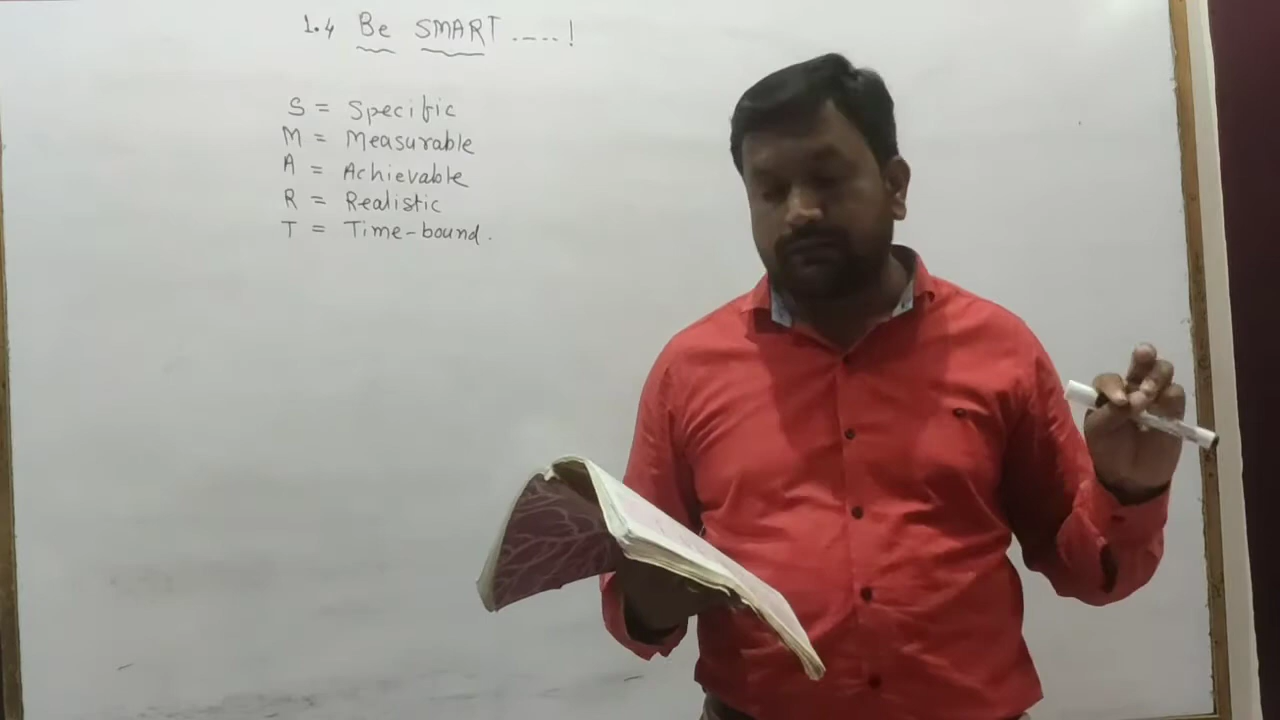 1.4 Be SMART ....!
S = Specific
M = Measurable
A = Achievable
R = Realistic
T = Time-bound.